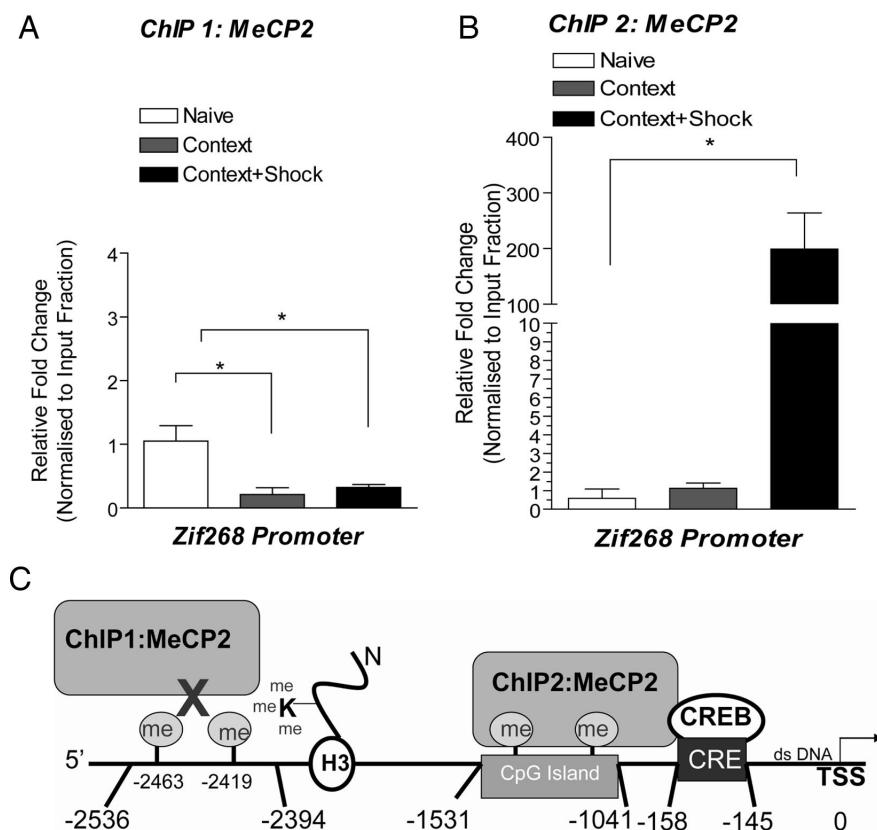 A
ChIP 1: MeCP2
Naive
Context
Context+Shock
Relative Fold Change
(Normalised to Input Fraction)
4
3
2
1
0
*
*
Zif268 Promoter
B
ChIP 2: MeCP2
Naive
Context
Context+Shock
Relative Fold Change
(Normalised to Input Fraction)
400
300
200
100
10
9
8
7
6
5
4
3
2
1
0
*
Zif268 Promoter
C
ChIP1:MeCP2
X
me
me
me
meK
me
N
H3
5'
-2463
-2419
-2536
-2394
ChIP2:MeCP2
me
me
CpG Island
-1531
-1041
CREB
CRE
-158
-145
ds DNA
TSS
0